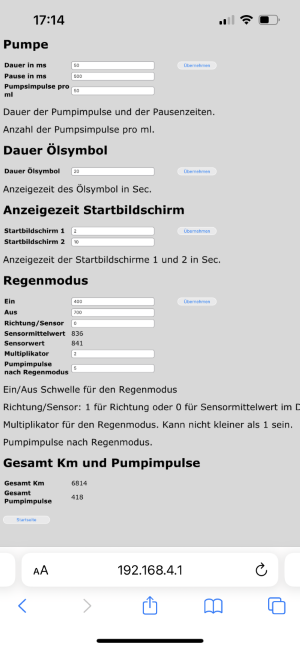 17:14
Pumpe
Dauer in ms 50 Übernehmen
Pause in ms 500
Pumpsimpulse pro
ml 50
Dauer der Pumpimpulse und der Pausenzeiten.
Anzahl der Pumpsimpulse pro ml.
Dauer Ölsymbol
Dauer Ölsymbol 20 Übernehmen
Anzeigezeit des Ölsymbol in Sec.
Anzeigezeit Startbildschirm
Startbildschirm 1 2 Übernehmen
Startbildschirm 2 10
Anzeigezeit der Startbildschirme 1 und 2 in Sec.
Regenmodus
Ein 400 Übernehmen
Aus 700
Richtung/Sensor 0
Sensormittelwert 836
Sensorwert 841
Multiplikator 2
Pumpimpulse
nach Regenmodus 5
Ein/Aus Schwelle für den Regenmodus
Richtung/Sensor: 1 für Richtung oder 0 für Sensormittelwert im D
Multiplikator für den Regenmodus. Kann nicht kleiner als 1 sein.
Pumpimpulse nach Regenmodus.
Gesamt Km und Pumpimpulse
Gesamt Km 6814
Gesamt
Pumpimpulse 418
Startseite
AA 192.168.4.1